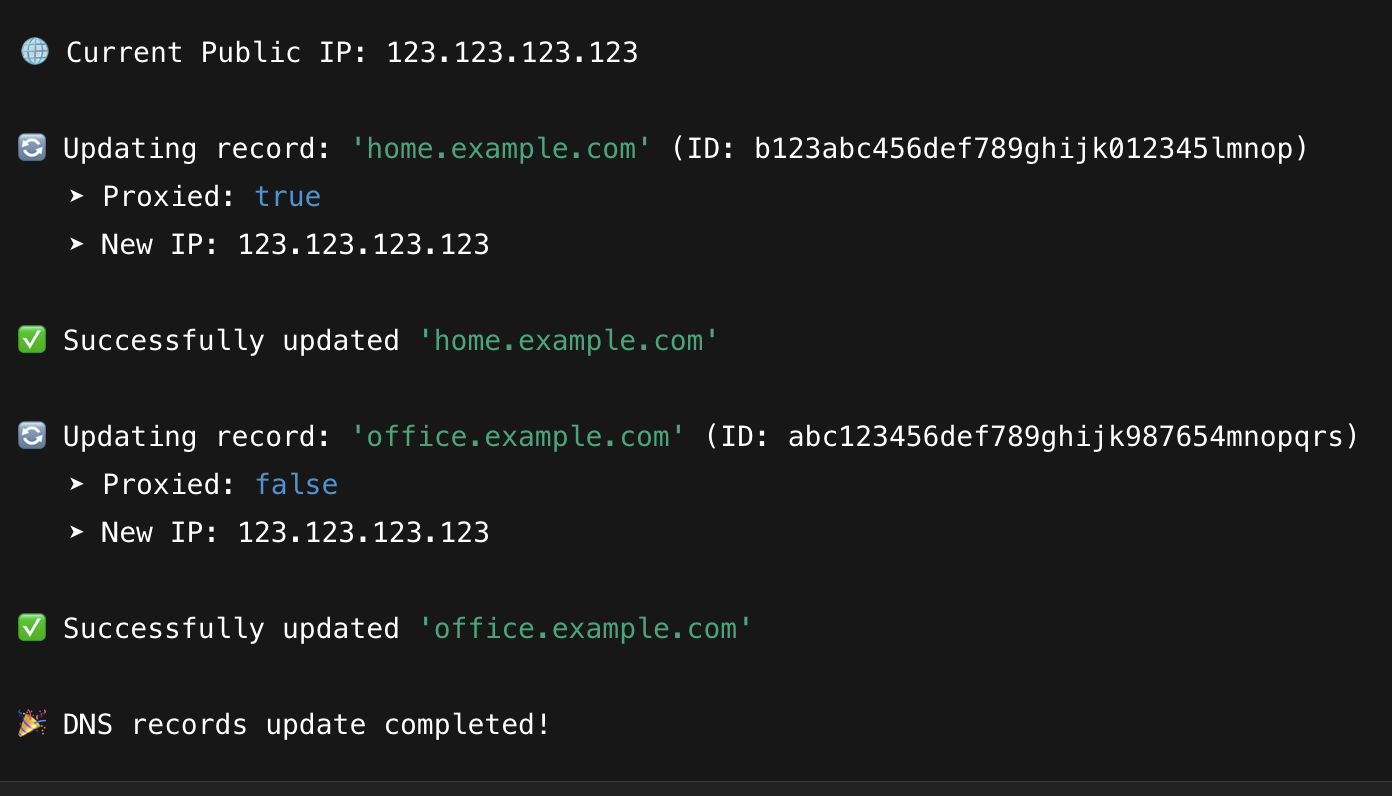 🌐 Current Public IP: 123.123.123.123
🔄 Updating record: 'home.example.com' (ID: b123abc456def789ghijk012345lmnop)
➤ Proxied: true
➤ New IP: 123.123.123.123
✅ Successfully updated 'home.example.com'
🔄 Updating record: 'office.example.com' (ID: abc123456def789ghijk987654mnopqrs)
➤ Proxied: false
➤ New IP: 123.123.123.123
✅ Successfully updated 'office.example.com'
🎉 DNS records update completed!